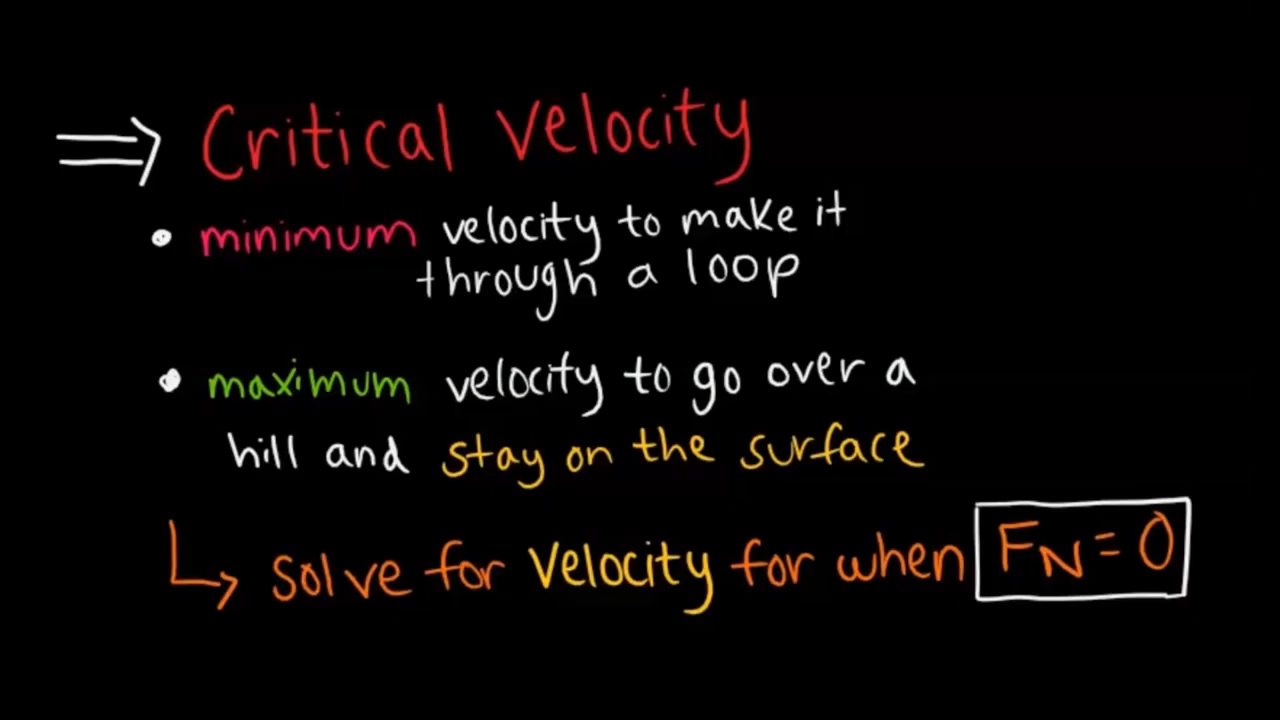 ⇒ Critical velocity
• minimum velocity to make it
through a loop
• maximum velocity to go over a
hill and stay on the surface
↳ solve for velocity for when F_N = 0